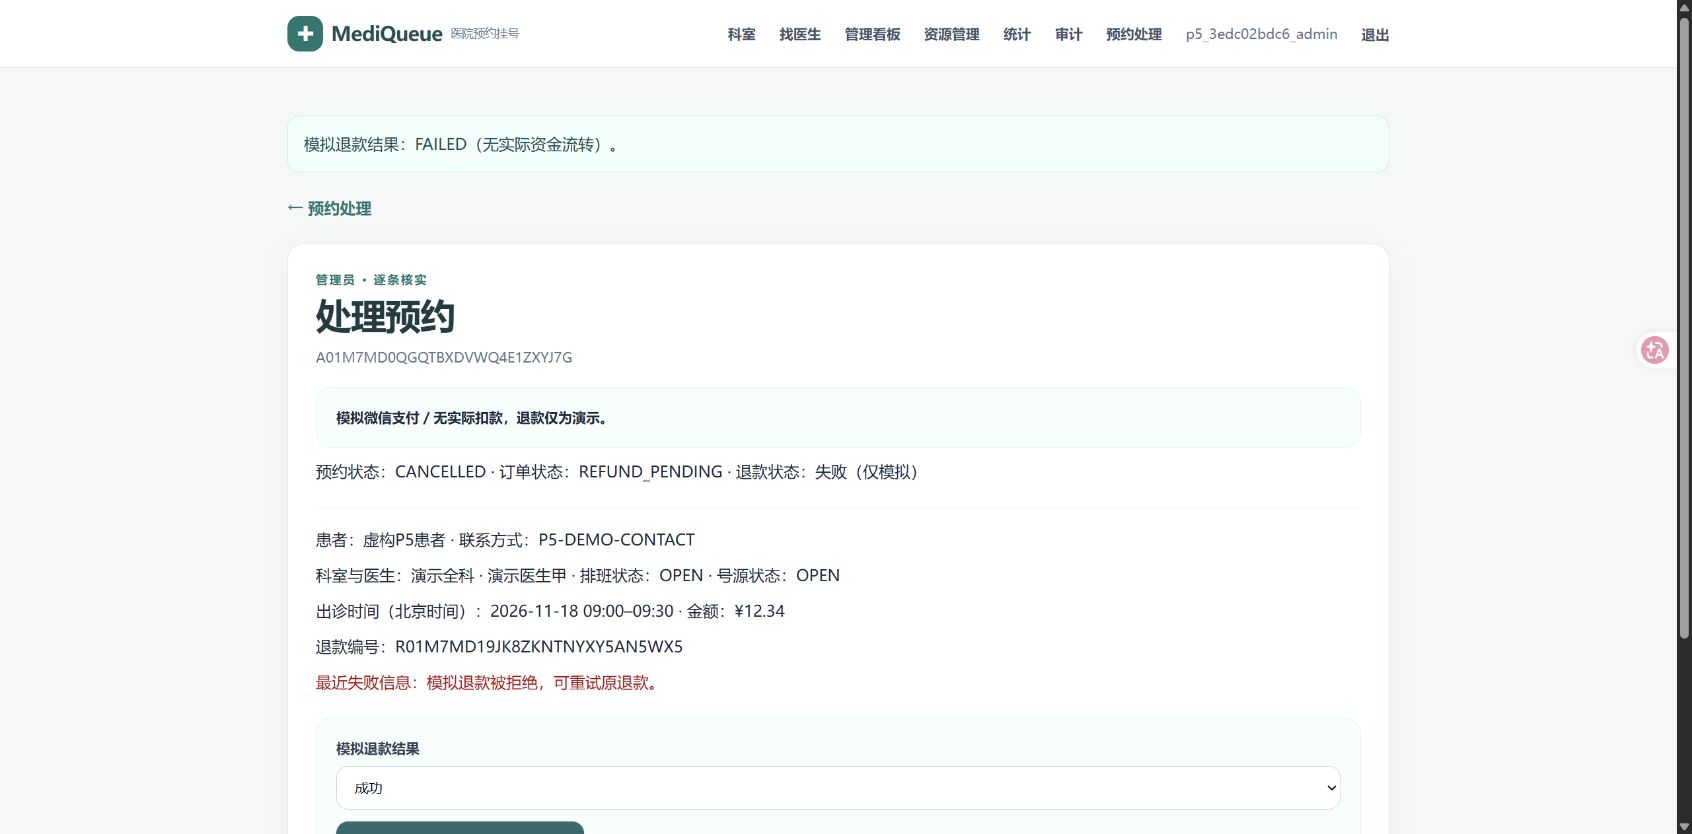 MediQueue 医院预约挂号 科室 找医生 管理看板 资源管理 统计 审计 预约处理 p5_3edc02bdc6_admin 退出
模拟退款结果：FAILED（无实际资金流转）。
← 预约处理
管理员 · 逐条核实
处理预约
A01M7MD0QGQTBXDVWQ4E1ZXYJ7G
模拟微信支付 / 无实际扣款，退款仅为演示。
预约状态：CANCELLED · 订单状态：REFUND_PENDING · 退款状态：失败（仅模拟）
患者：虚构P5患者 · 联系方式：P5-DEMO-CONTACT
科室与医生：演示全科 · 演示医生甲 · 排班状态：OPEN · 号源状态：OPEN
出诊时间（北京时间）：2026-11-18 09:00–09:30 · 金额：¥12.34
退款编号：R01M7MD19JK8ZKNTNYXY5AN5WX5
最近失败信息：模拟退款被拒绝，可重试原退款。
模拟退款结果
成功